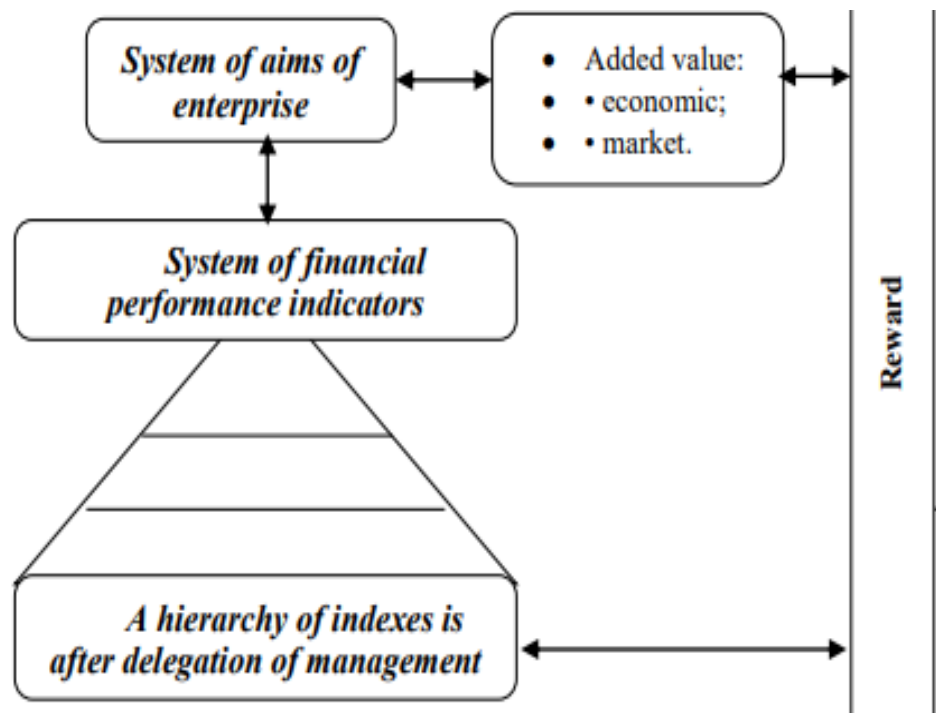 System of aims of
enterprise
● Added value:
● • economic;
● • market.
System of financial
performance indicators
Reward
A hierarchy of indexes is
after delegation of management